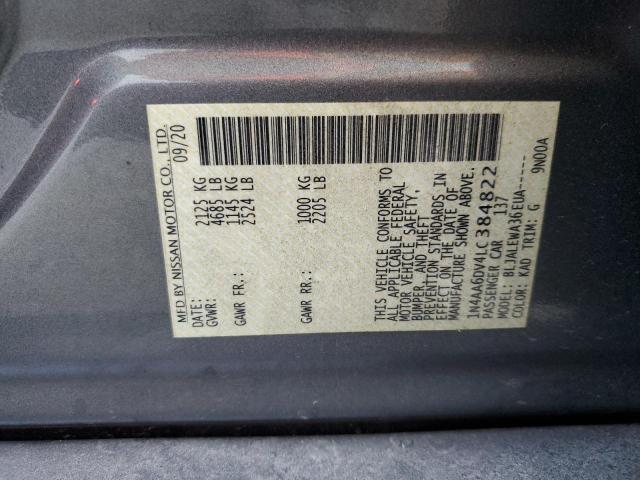 MFD BY NISSAN MOTOR CO., LTD.
DATE: 09/20
GVWR: 2125 KG
4685 LB
GAWR FR.: 1145 KG
2524 LB
GAWR RR.: 1000 KG
2205 LB
THIS VEHICLE CONFORMS TO
ALL APPLICABLE FEDERAL
MOTOR VEHICLE SAFETY,
BUMPER, AND THEFT
PREVENTION STANDARDS IN
EFFECT ON THE DATE OF
MANUFACTURE SHOWN ABOVE.
1N4AA6DV4LC384822
PASSENGER CAR 137
MODEL: BLJALEWA36EUA-----
COLOR: KAD TRIM: G 9N00A